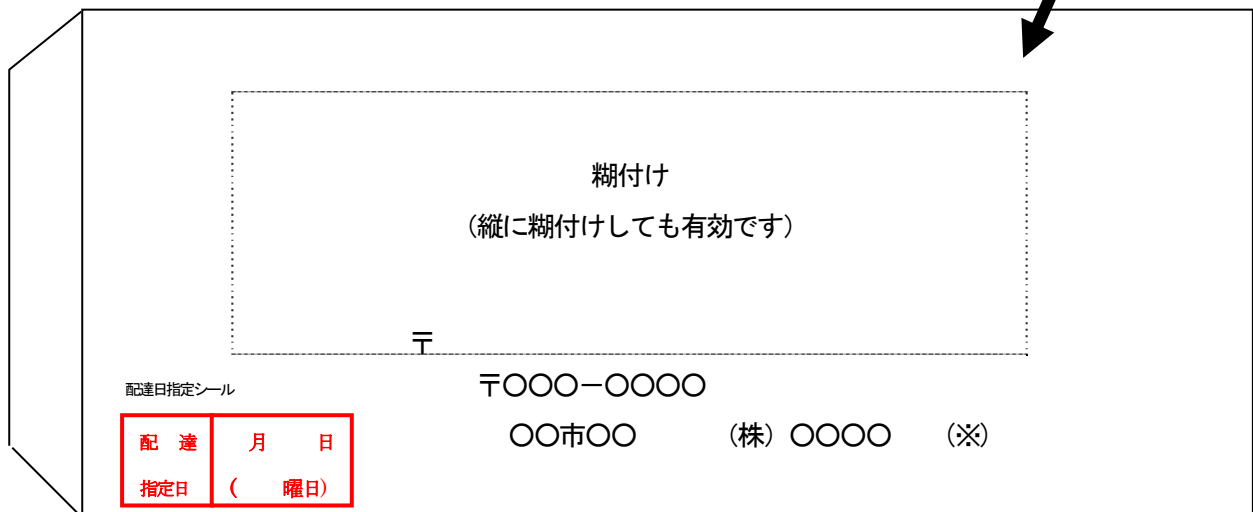 糊付け
（縦に糊付けしても有効です）
〒
配達日指定シール
〒〇〇〇－〇〇〇〇
〇〇市〇〇　（株）〇〇〇〇　（※）
配　達　月　日
指定日　（　曜日）